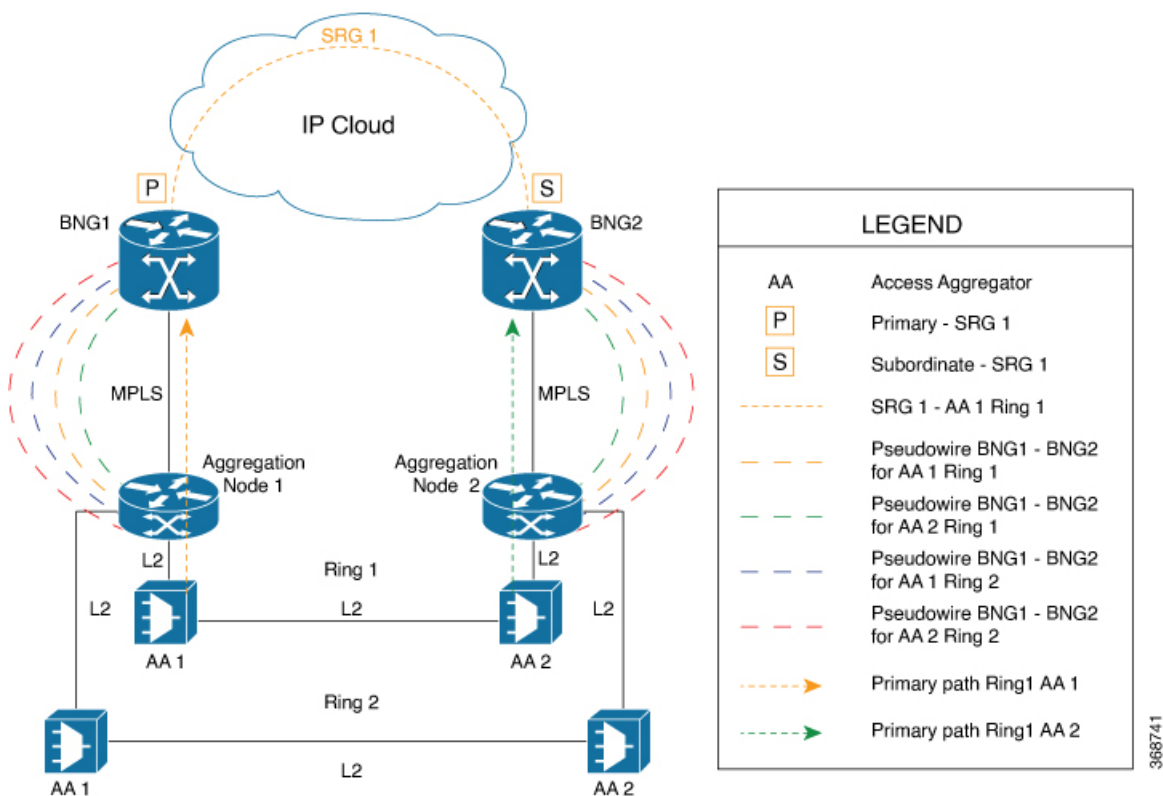 SRG 1
IP Cloud
P
S
BNG1
BNG2
MPLS
MPLS
Aggregation
Node 1
Aggregation
Node 2
L2
L2
Ring 1
L2
L2
L2
AA 1
AA 2
Ring 2
L2
AA 1
AA 2
LEGEND
AA Access Aggregator
P Primary - SRG 1
S Subordinate - SRG 1
SRG 1 - AA 1 Ring 1
Pseudowire BNG1 - BNG2
for AA 1 Ring 1
Pseudowire BNG1 - BNG2
for AA 2 Ring 1
Pseudowire BNG1 - BNG2
for AA 1 Ring 2
Pseudowire BNG1 - BNG2
for AA 2 Ring 2
Primary path Ring1 AA 1
Primary path Ring1 AA 2
368741